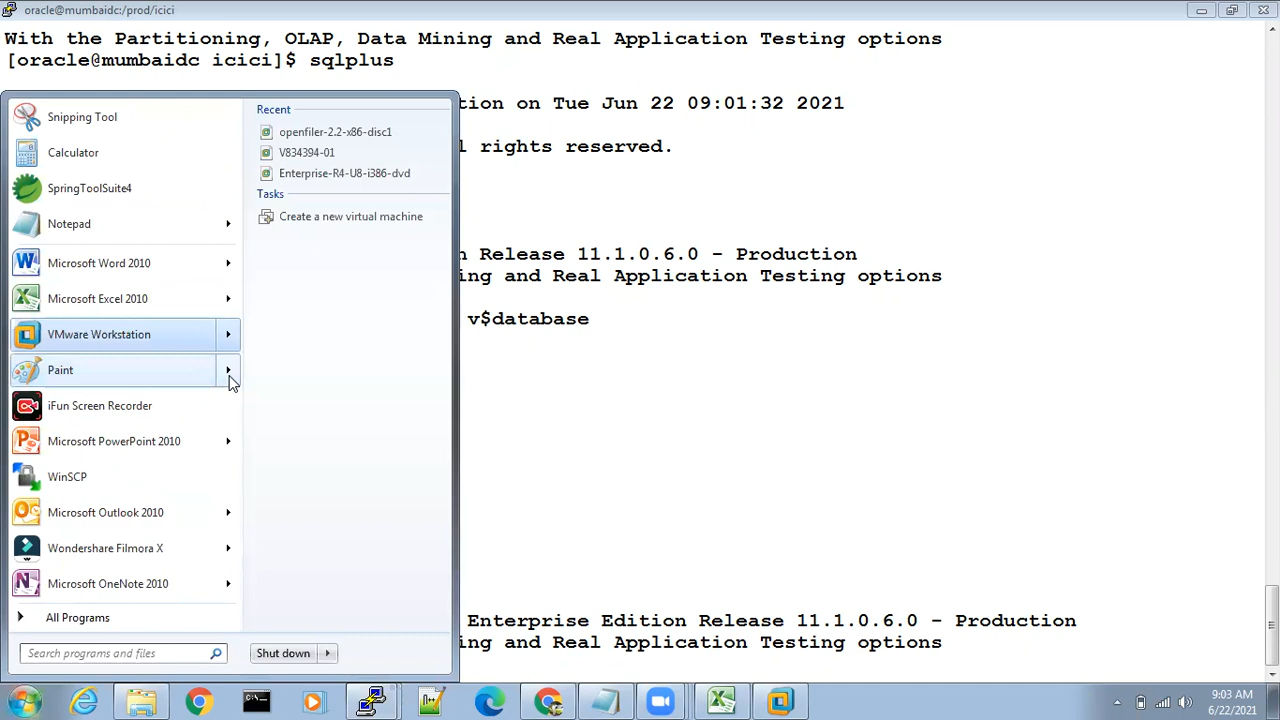 oracle@mumbaidc:/prod/icici
With the Partitioning, OLAP, Data Mining and Real Application Testing options
[oracle@mumbaidc icici]$ sqlplus
tion on Tue Jun 22 09:01:32 2021
l rights reserved.
n Release 11.1.0.6.0 - Production
ing and Real Application Testing options
v$database
Enterprise Edition Release 11.1.0.6.0 - Production
ing and Real Application Testing options
Snipping Tool
Calculator
SpringToolSuite4
Notepad
Microsoft Word 2010
Microsoft Excel 2010
VMware Workstation
Paint
iFun Screen Recorder
Microsoft PowerPoint 2010
WinSCP
Microsoft Outlook 2010
Wondershare Filmora X
Microsoft OneNote 2010
All Programs
Search programs and files
Recent
openfiler-2.2-x86-disc1
V834394-01
Enterprise-R4-U8-i386-dvd
Tasks
Create a new virtual machine
Shut down
9:03 AM
6/22/2021